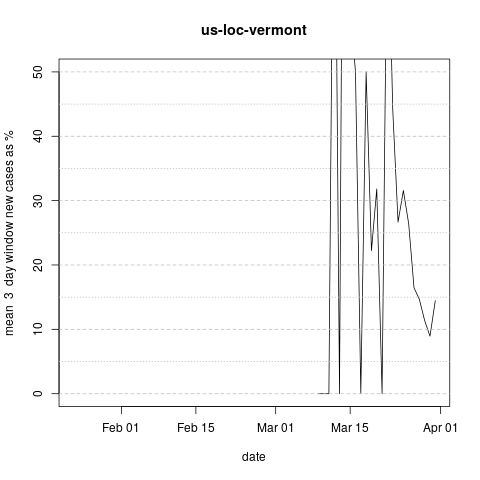 us-loc-vermont
50
40
30
20
10
0
mean  3  day window new cases as %
Feb 01 Feb 15 Mar 01 Mar 15 Apr 01
date